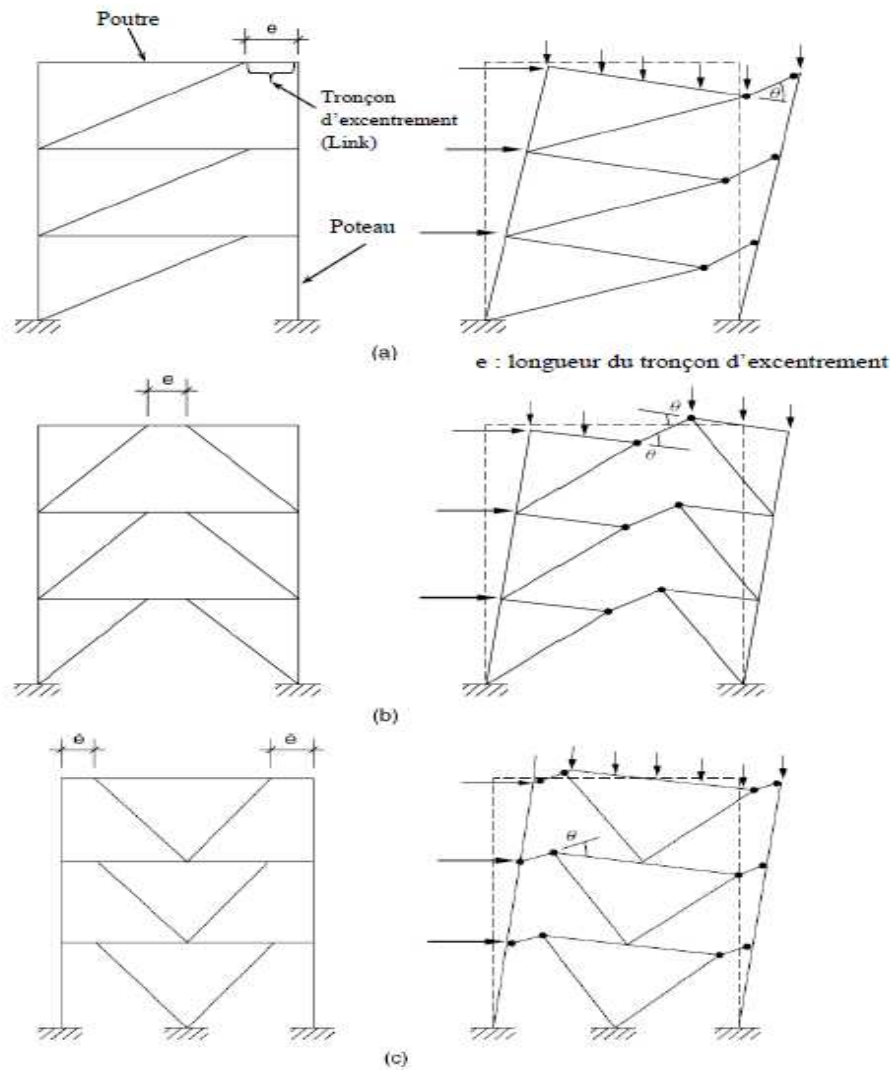 Poutre
e
Tronçon
d'excentrement
(Link)
θ
Poteau
(a)
e : longueur du tronçon d'excentrement
e
θ
θ
(b)
e
e
θ
(c)